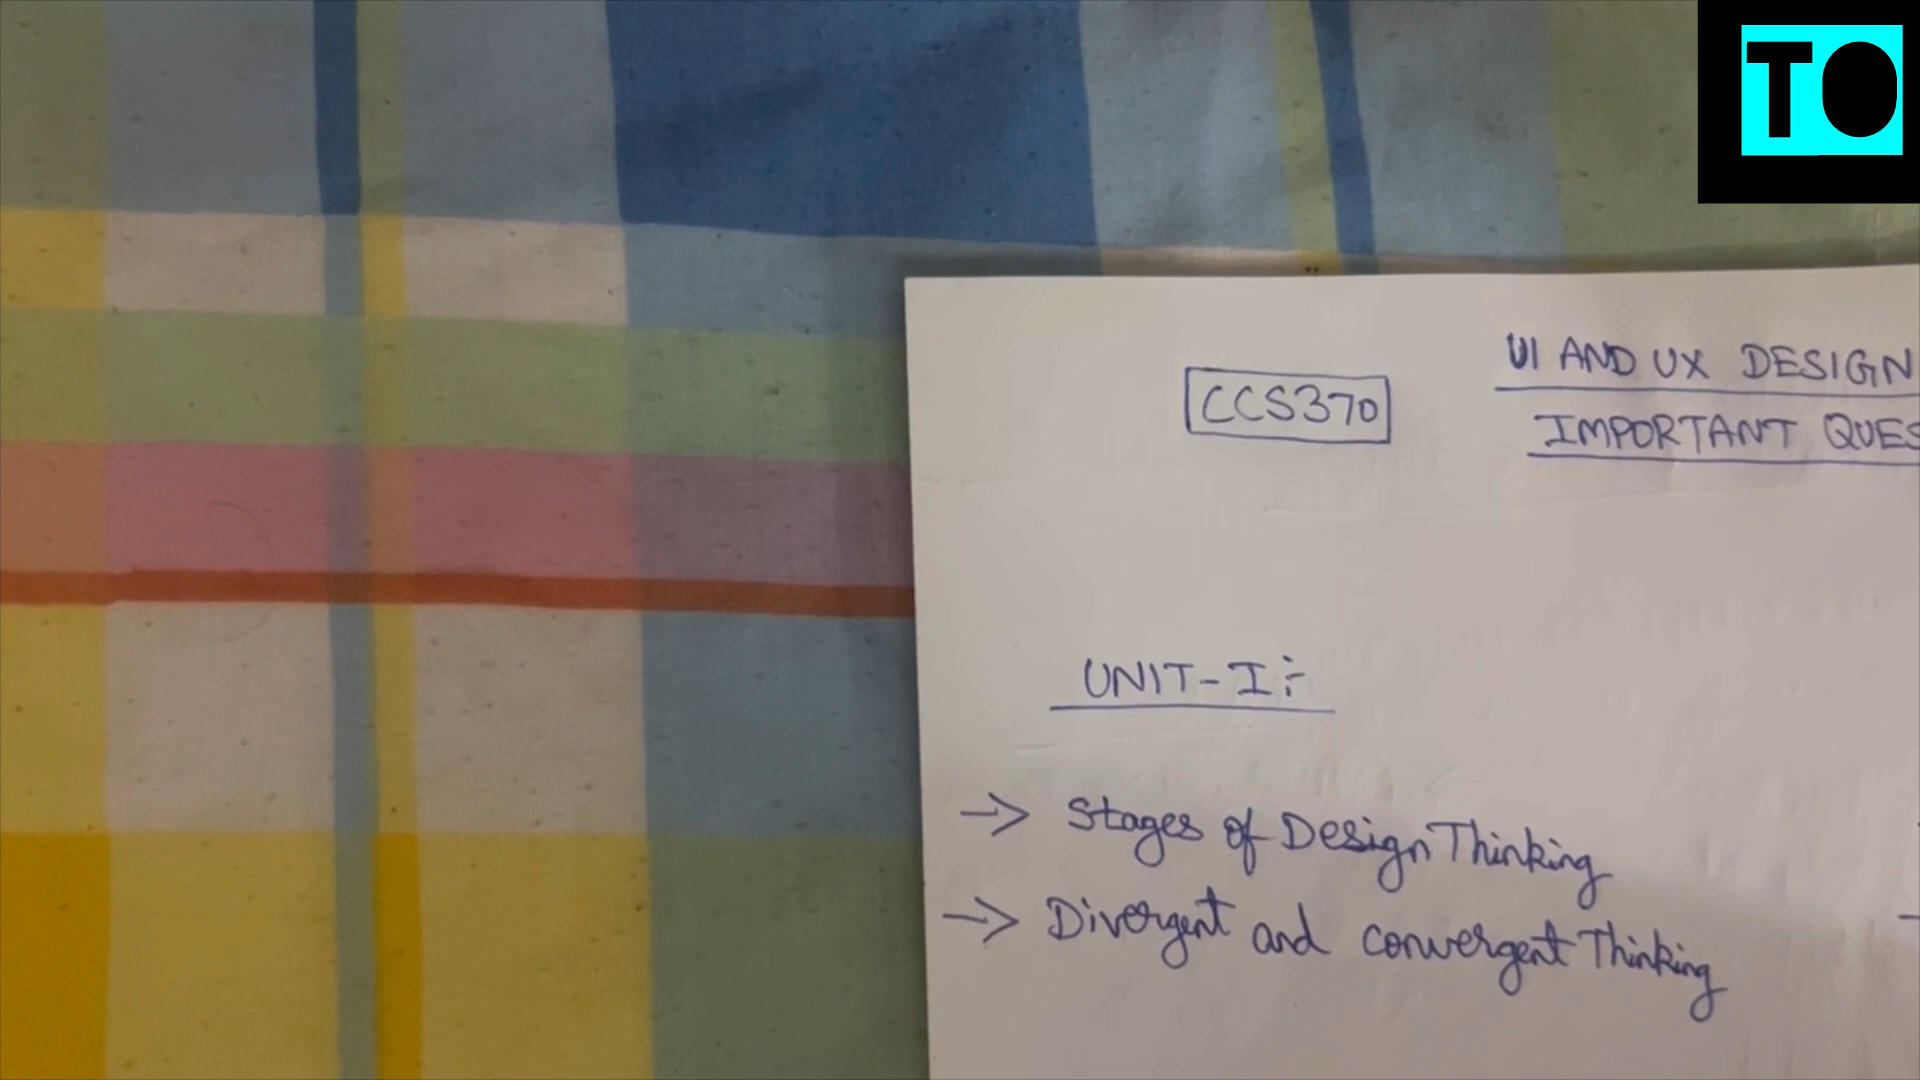 TO
UI AND UX DESIGN
CCS370
IMPORTANT QUES
UNIT-I :-
→ Stages of Design Thinking
→ Divergent and convergent Thinking